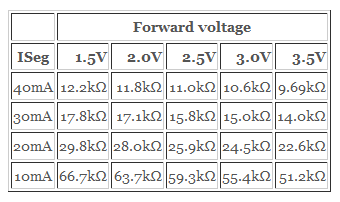 Forward voltage
ISeg 1.5V 2.0V 2.5V 3.0V 3.5V
40mA 12.2kΩ 11.8kΩ 11.0kΩ 10.6kΩ 9.69kΩ
30mA 17.8kΩ 17.1kΩ 15.8kΩ 15.0kΩ 14.0kΩ
20mA 29.8kΩ 28.0kΩ 25.9kΩ 24.5kΩ 22.6kΩ
10mA 66.7kΩ 63.7kΩ 59.3kΩ 55.4kΩ 51.2kΩ